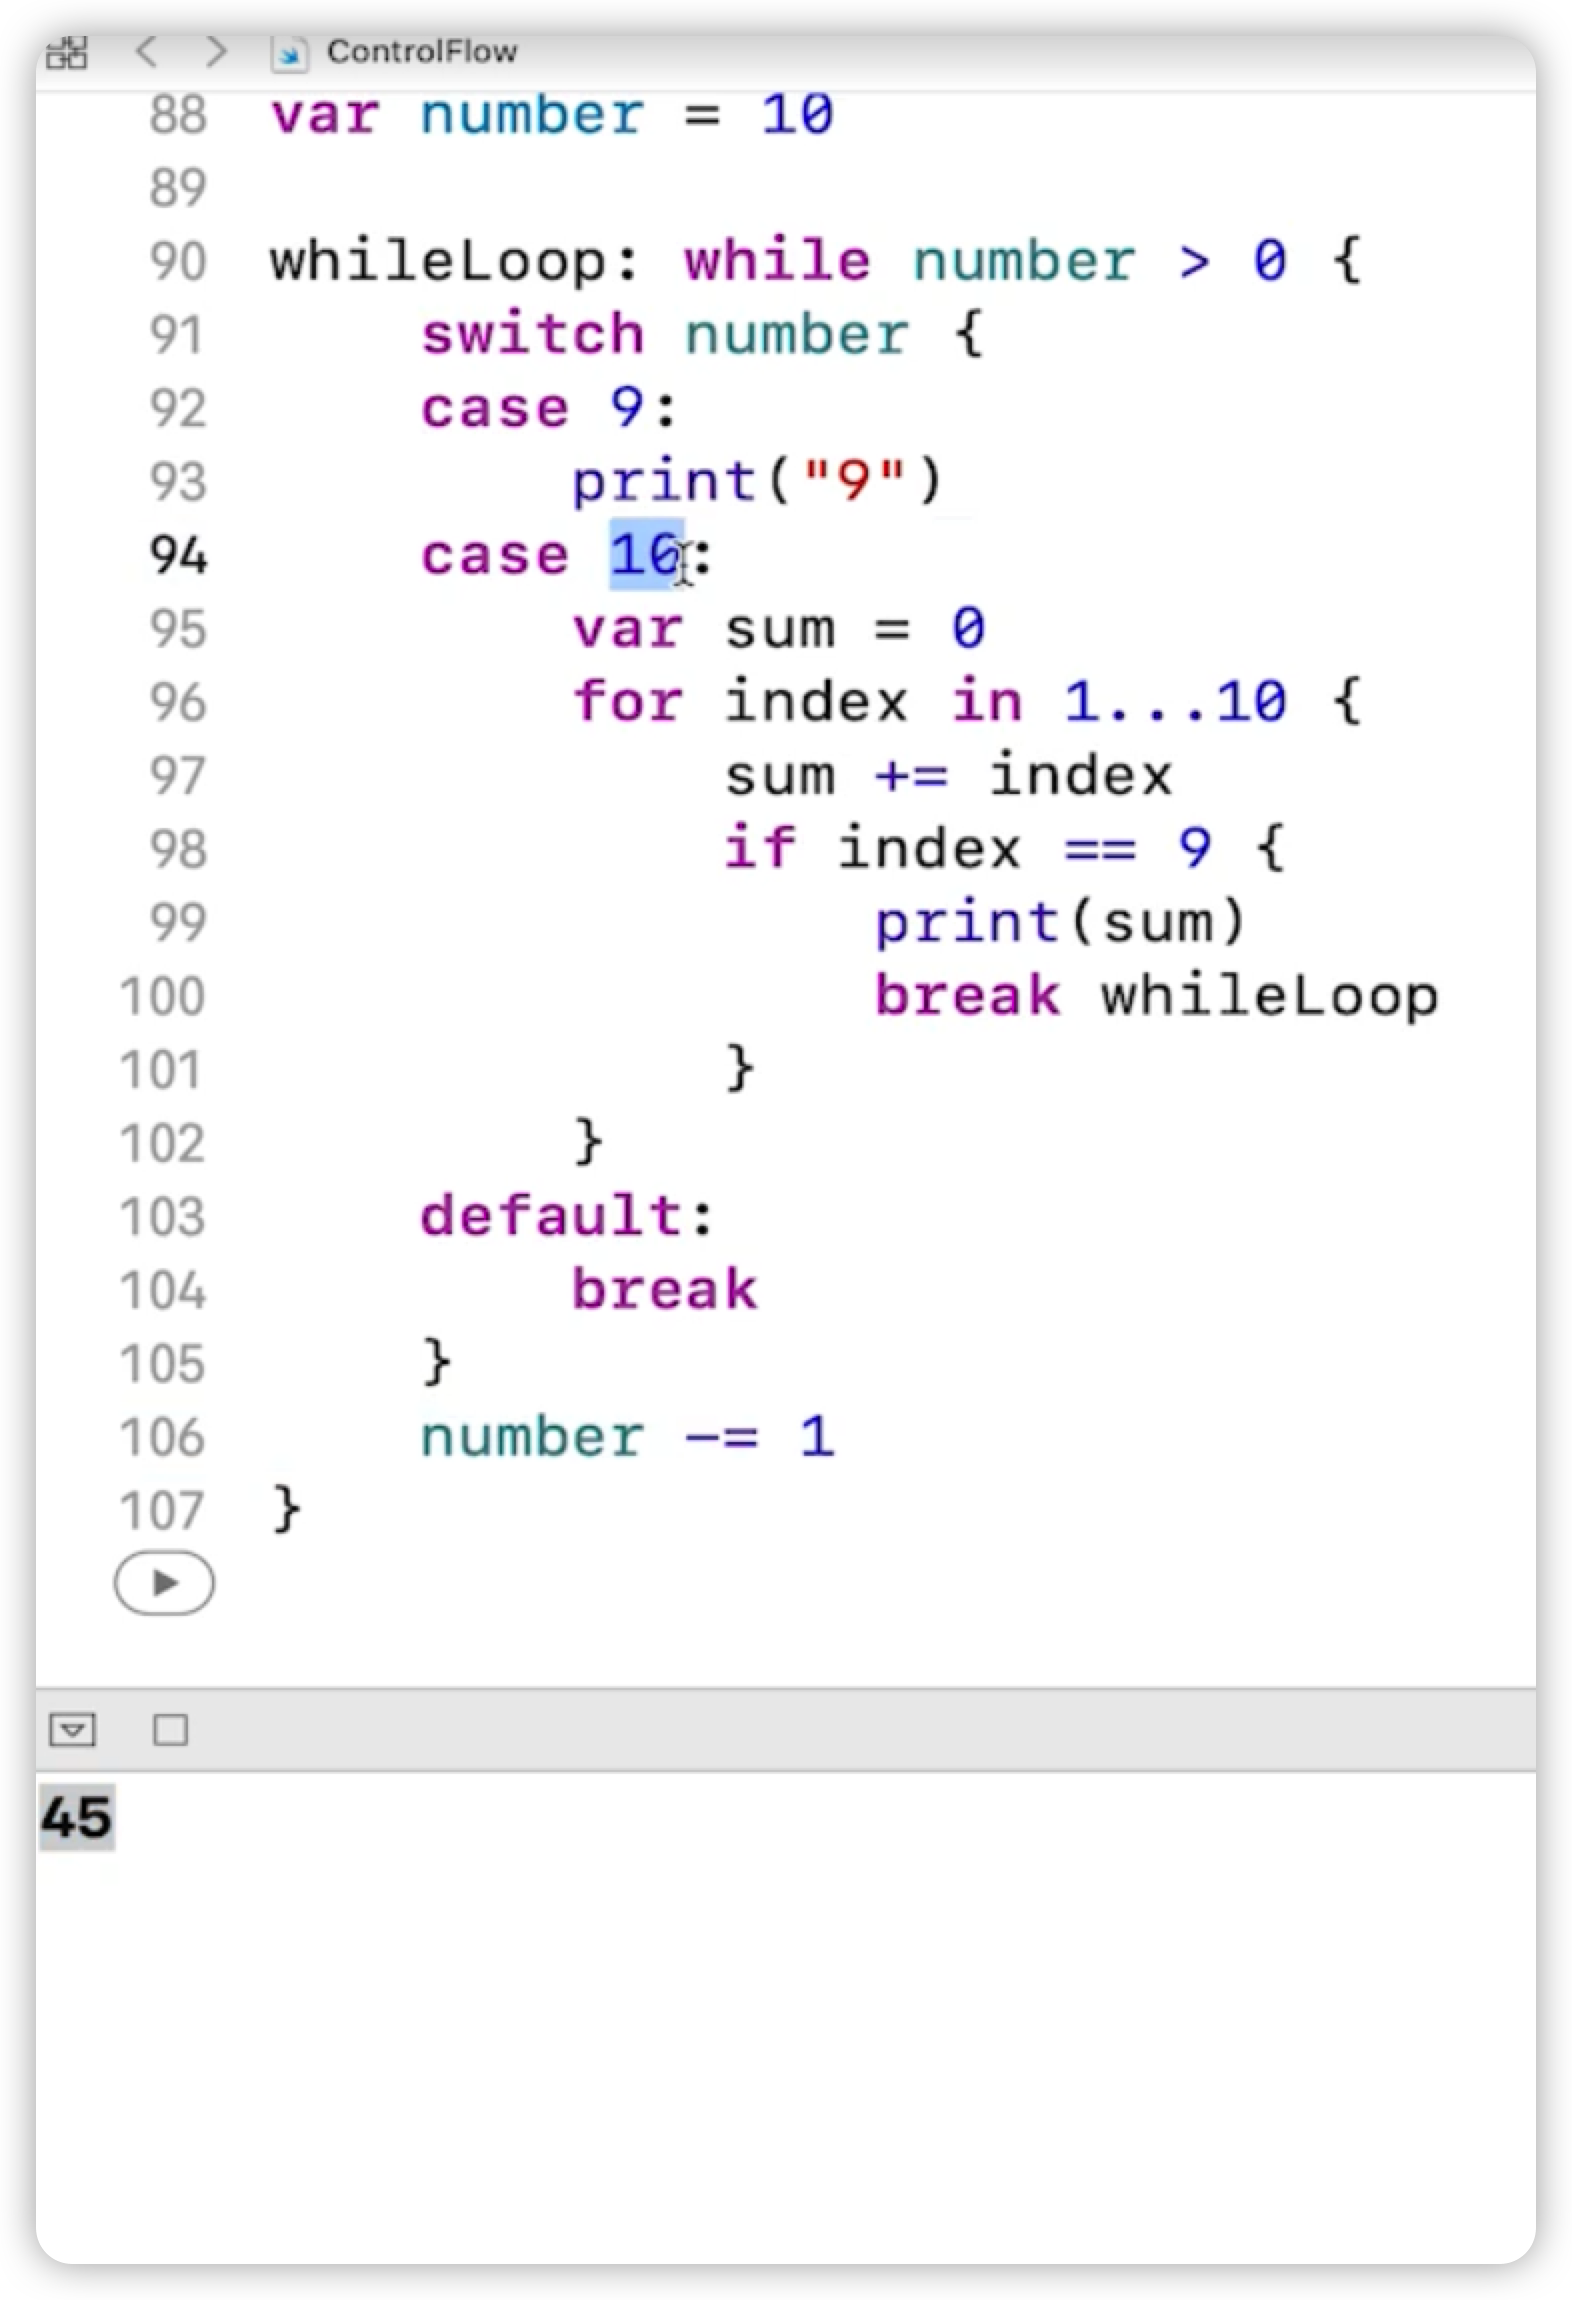 ControlFlow
88 var number = 10
89
90 whileLoop: while number > 0 {
91     switch number {
92     case 9:
93         print("9")
94     case 10:
95         var sum = 0
96         for index in 1...10 {
97             sum += index
98             if index == 9 {
99                 print(sum)
100                 break whileLoop
101             }
102         }
103     default:
104         break
105     }
106     number -= 1
107 }
45